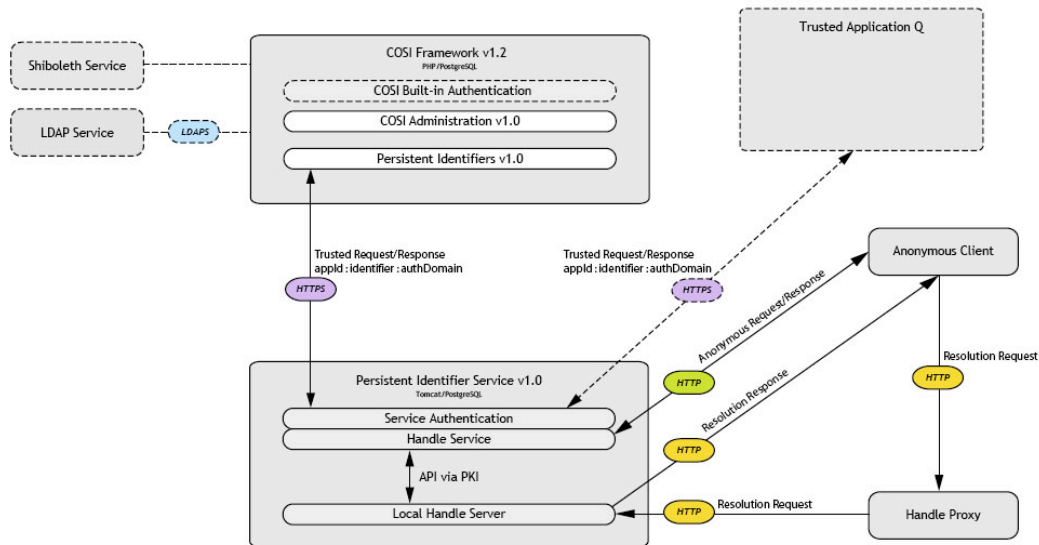 Trusted Application Q
COSI Framework v1.2
PHP/PostgreSQL
Shiboleth Service
COSI Built-in Authentication
LDAP Service
LDAPS
COSI Administration v1.0
Persistent Identifiers v1.0
Trusted Request/Response
appId : identifier : authDomain
HTTPS
Trusted Request/Response
appId : identifier : authDomain
HTTPS
Anonymous Client
Anonymous Request/Response
HTTP
Resolution Request
HTTP
Resolution Response
HTTP
Persistent Identifier Service v1.0
Tomcat/PostgreSQL
Service Authentication
Handle Service
API via PKI
Local Handle Server
Resolution Request
HTTP
Handle Proxy